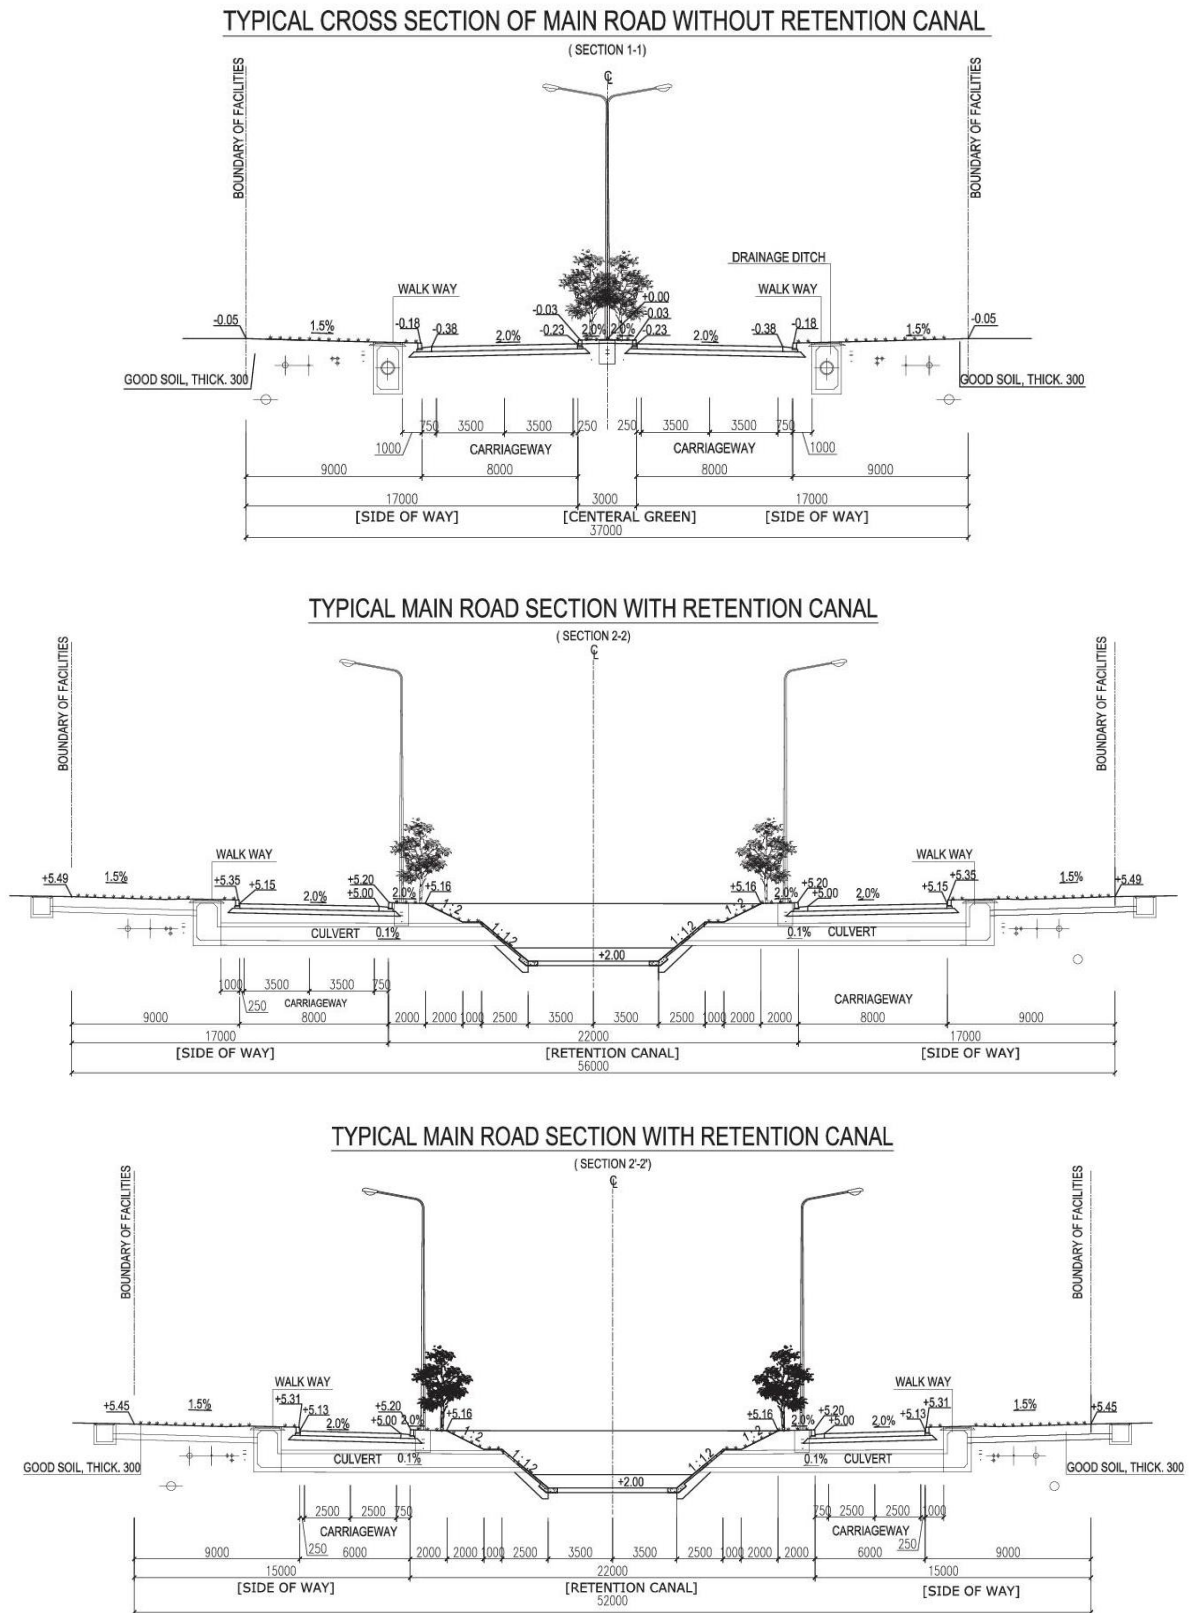 TYPICAL CROSS SECTION OF MAIN ROAD WITHOUT RETENTION CANAL
( SECTION 1-1)
BOUNDARY OF FACILITIES
BOUNDARY OF FACILITIES
DRAINAGE DITCH
WALK WAY
WALK WAY
+0.00
-0.05 1.5% -0.18 -0.38 2.0% -0.03 -0.23 2.0% 2.0% -0.03 -0.23 2.0% -0.38 -0.18 1.5% -0.05
GOOD SOIL, THICK. 300
GOOD SOIL, THICK. 300
750 3500 3500 250 250 3500 3500 750
1000 CARRIAGEWAY CARRIAGEWAY 1000
9000 8000 8000 9000
17000 3000 17000
[SIDE OF WAY] [CENTERAL GREEN] [SIDE OF WAY]
37000
TYPICAL MAIN ROAD SECTION WITH RETENTION CANAL
( SECTION 2-2)
BOUNDARY OF FACILITIES
BOUNDARY OF FACILITIES
WALK WAY
WALK WAY
+5.49 1.5% +5.35 +5.15 2.0% +5.20 +5.00 2.0% +5.16 +5.16 2.0% +5.20 +5.00 2.0% +5.15 +5.35 1.5% +5.49
1:2 1:2
CULVERT 0.1% 1:1.2 +2.00 1:1.2 0.1% CULVERT
1000 3500 3500 750
250 CARRIAGEWAY CARRIAGEWAY
9000 8000 2000 2000 1000 2500 3500 3500 2500 1000 2000 2000 8000 9000
17000 22000 17000
[SIDE OF WAY] [RETENTION CANAL] [SIDE OF WAY]
56000
TYPICAL MAIN ROAD SECTION WITH RETENTION CANAL
( SECTION 2'-2')
BOUNDARY OF FACILITIES
BOUNDARY OF FACILITIES
WALK WAY
WALK WAY
+5.45 1.5% +5.31 +5.13 2.0% +5.20 +5.00 2.0% +5.16 +5.16 2.0% +5.20 +5.00 2.0% +5.13 +5.31 1.5% +5.45
1:2 1:2
GOOD SOIL, THICK. 300 CULVERT 0.1% 1:1.2 +2.00 1:1.2 0.1% CULVERT GOOD SOIL, THICK. 300
2500 2500 750 750 2500 2500 1000
CARRIAGEWAY CARRIAGEWAY
250 250
9000 6000 2000 2000 1000 2500 3500 3500 2500 1000 2000 2000 6000 9000
15000 22000 15000
[SIDE OF WAY] [RETENTION CANAL] [SIDE OF WAY]
52000